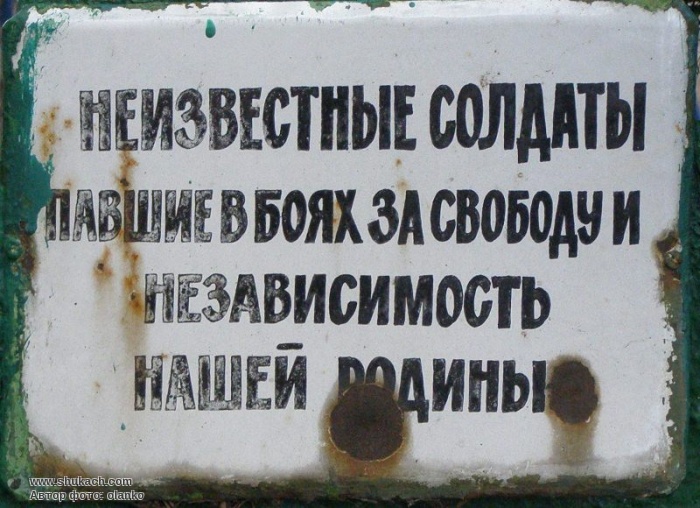 НЕИЗВЕСТНЫЕ СОЛДАТЫ
ПАВШИЕ В БОЯХ ЗА СВОБОДУ И
НЕЗАВИСИМОСТЬ
НАШЕЙ РОДИНЫ
www.shukach.com
Автор фото: olanko